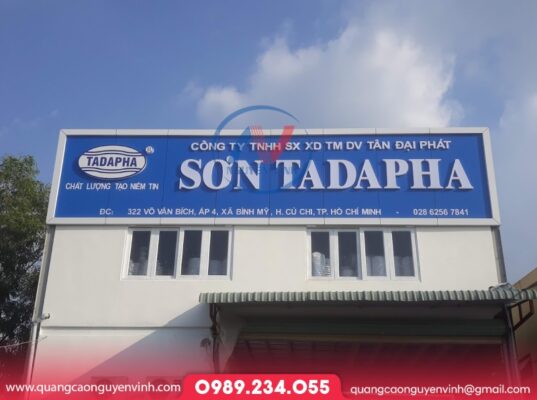 CÔNG TY TNHH SX XD TM DV TÂN ĐẠI PHÁT
TADAPHA ®
SƠN TADAPHA
CHẤT LƯỢNG TẠO NIỀM TIN
ĐC: 322 VÕ VĂN BÍCH, ẤP 4, XÃ BÌNH MỸ, H. CỦ CHI, TP. HỒ CHÍ MINH - 028 6256 7841
www.quangcaonguyenvinh.com 0989.234.055 quangcaonguyenvinh@gmail.com